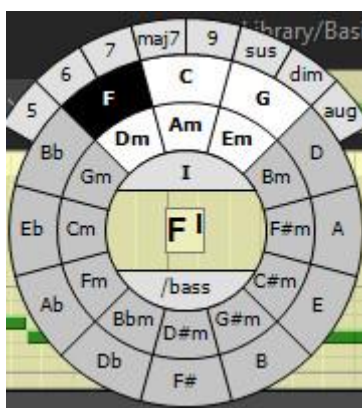 Library/Basi
5 6 7 maj7 9 sus dim aug
F C G
Dm Am Em
Bb Gm I Bm D
Eb Cm F I F#m A
Ab Fm /bass C#m E
Bbm D#m G#m
Db F# B